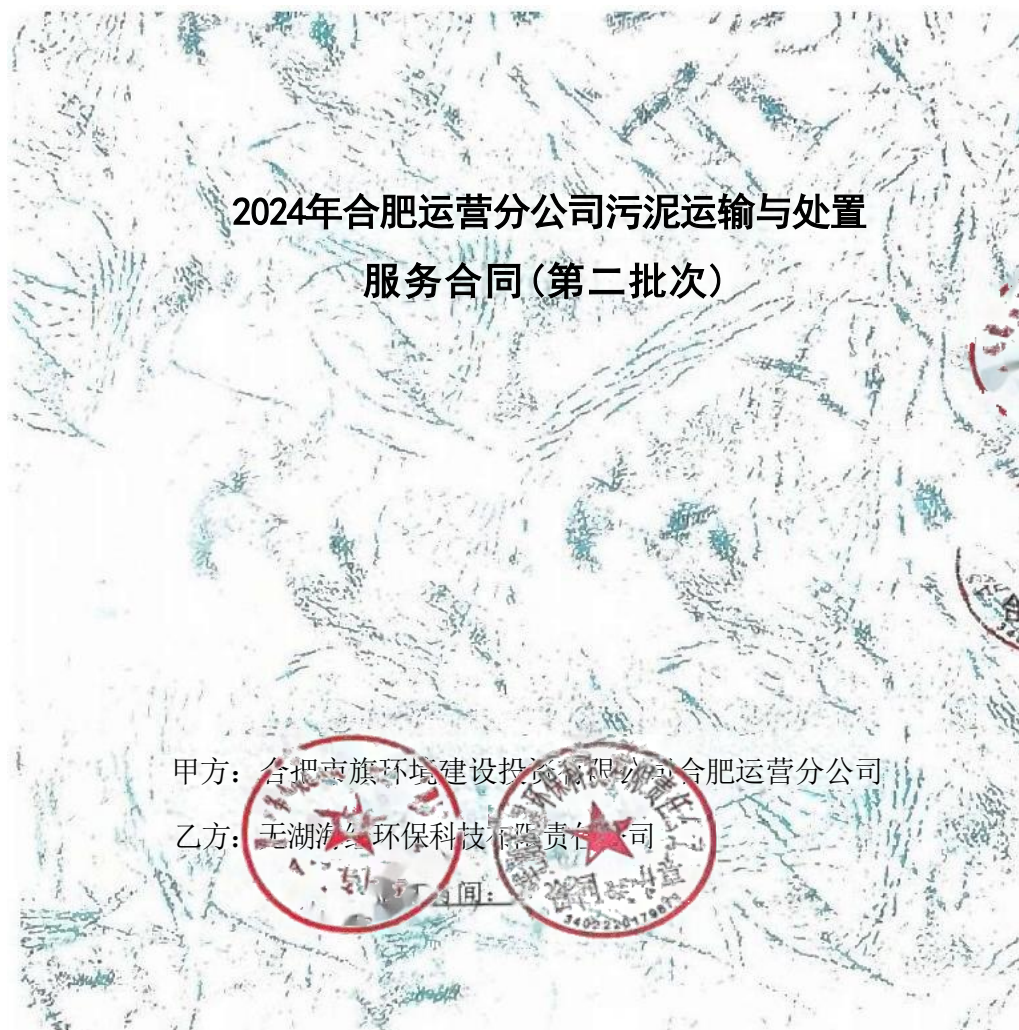 2024年合肥运营分公司污泥运输与处置
服务合同(第二批次)
甲方：合肥市旗环境建设投资有限公司合肥运营分公司
乙方：芜湖海环保科技有限责任公司
间：